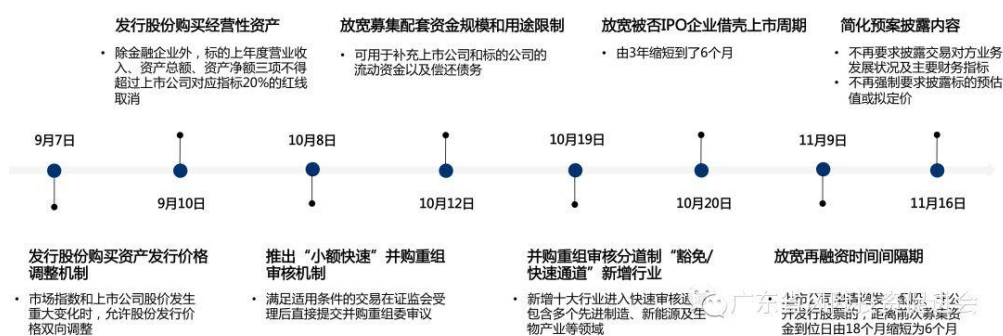 发行股份购买经营性资产
• 除金融企业外，标的上年度营业收
入、资产总额、资产净额三项不得
超过上市公司对应指标20%的红线
取消
放宽募集配套资金规模和用途限制
• 可用于补充上市公司和标的公司的
流动资金以及偿还债务
放宽被否IPO企业借壳上市周期
• 由3年缩短到了6个月
简化预案披露内容
• 不再要求披露交易对方业务
发展状况及主要财务指标
• 不再强制要求披露标的预估
值或拟定价
9月7日
10月8日
10月19日
11月9日
9月10日
10月12日
10月20日
11月16日
发行股份购买资产发行价格
调整机制
• 市场指数和上市公司股价发生
重大变化时，允许股份发行价
格双向调整
推出“小额快速”并购重组
审核机制
• 满足适用条件的交易在证监会受
理后直接提交并购重组委审议
并购重组审核分道制“豁免/
快速通道”新增行业
• 新增十大行业进入快速审核
包含多个先进制造、新能源及生
物产业等领域
放宽再融资时间间隔期
• 上市公司申请增发、配股、非公
开发行股票的，距离前次募集资
金到位日由18个月缩短为6个月